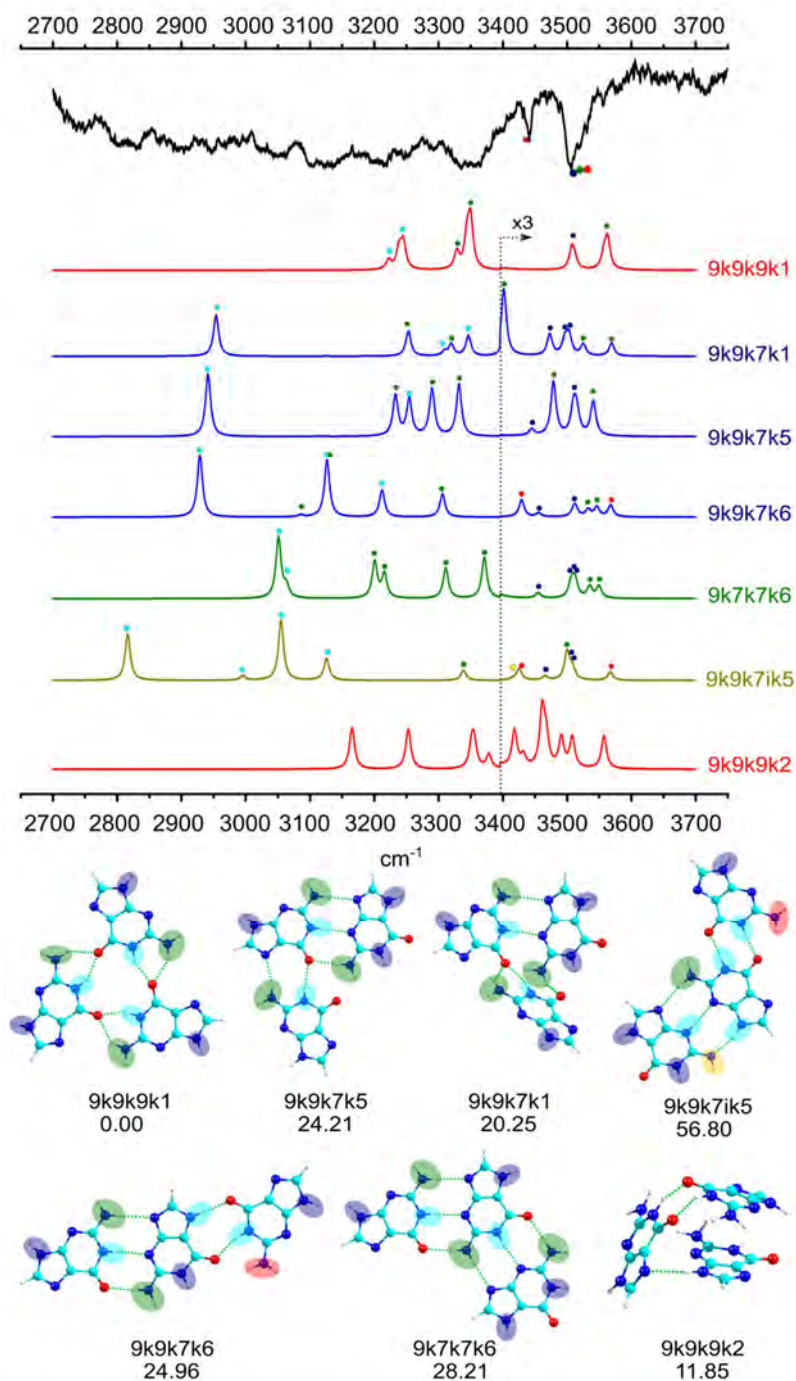 2700 2800 2900 3000 3100 3200 3300 3400 3500 3600 3700
x3
9k9k9k1
9k9k7k1
9k9k7k5
9k9k7k6
9k7k7k6
9k9k7ik5
9k9k9k2
2700 2800 2900 3000 3100 3200 3300 3400 3500 3600 3700
cm-1
9k9k9k1 9k9k7k5 9k9k7k1 9k9k7ik5
0.00 24.21 20.25 56.80
9k9k7k6 9k7k7k6 9k9k9k2
24.96 28.21 11.85